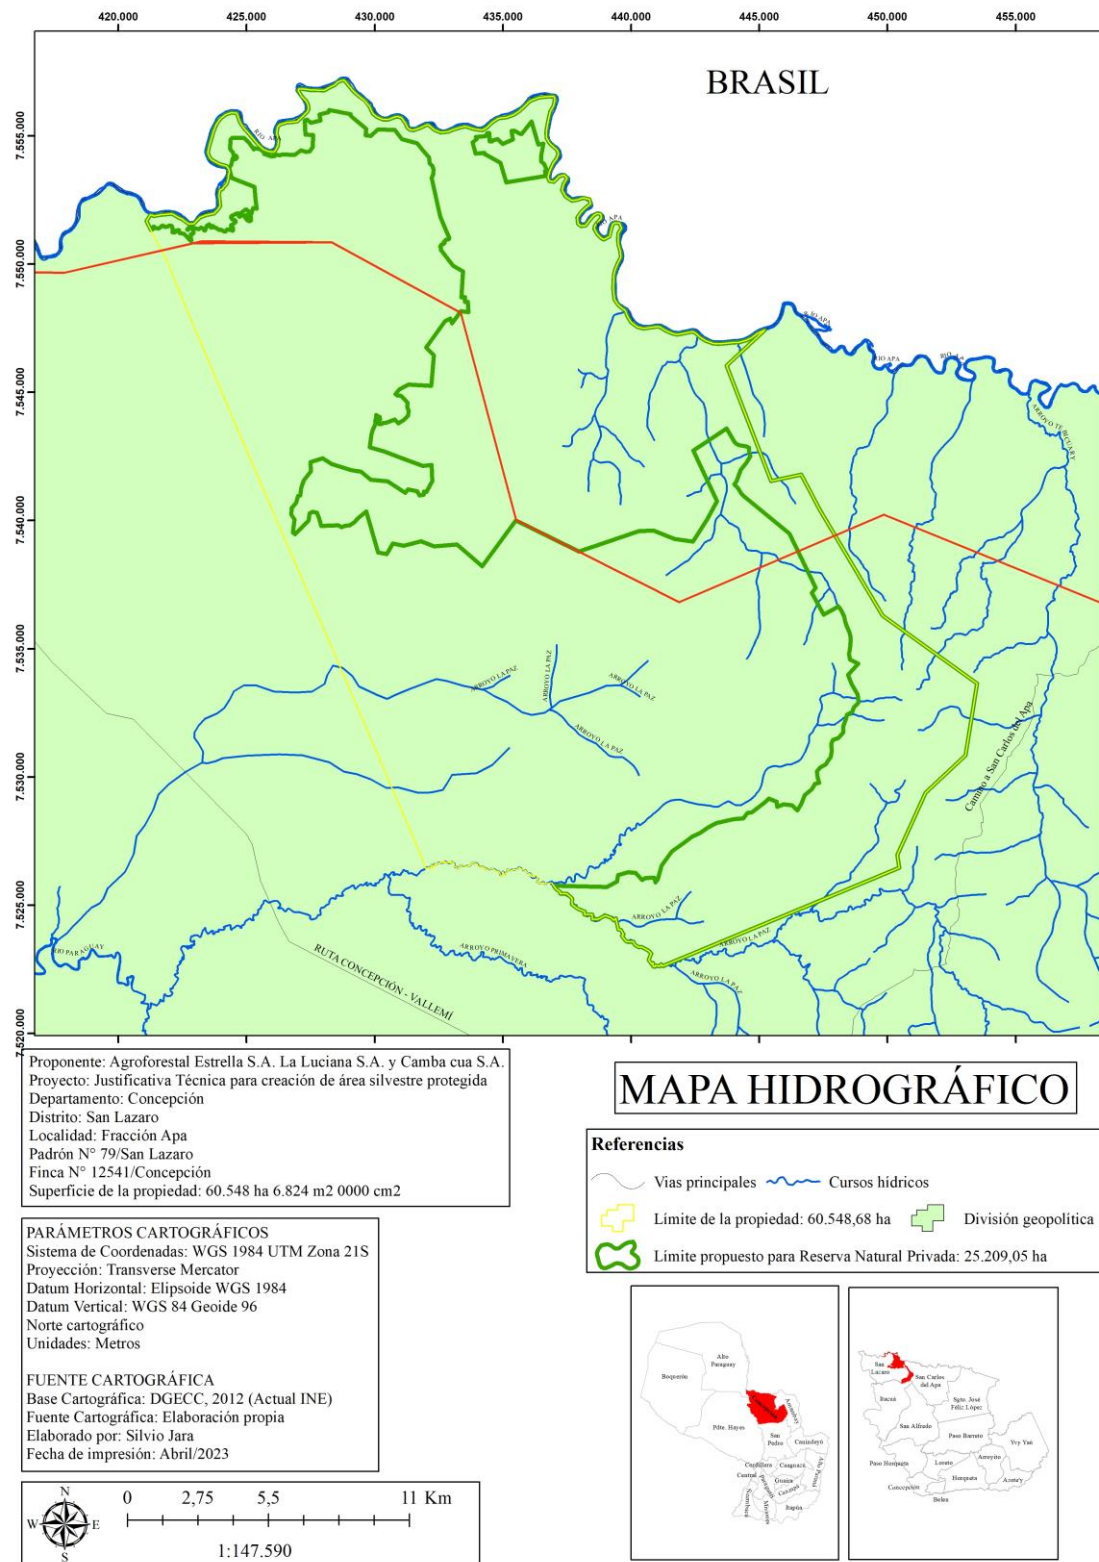 420.000 425.000 430.000 435.000 440.000 445.000 450.000 455.000
BRASIL
7.555.000
7.550.000
7.545.000
7.540.000
7.535.000
7.530.000
7.525.000
7.520.000
RIO APA
RIO APA
RIO APA
ARROYO LA PAZ
ARROYO LA PAZ
ARROYO LA PAZ
ARROYO LA PAZ
Camino a San Carlos del Apa
ARROYO LA PAZ
ARROYO LA PAZ
ARROYO LA PAZ
RIO PARAGUAY
ARROYO PRIMAVERA
RUTA CONCEPCIÓN - VALLEMÍ
Proponente: Agroforestal Estrella S.A. La Luciana S.A. y Camba cua S.A.
Proyecto: Justificativa Técnica para creación de área silvestre protegida
Departamento: Concepción
Distrito: San Lazaro
Localidad: Fracción Apa
Padrón N° 79/San Lazaro
Finca N° 12541/Concepción
Superficie de la propiedad: 60.548 ha 6.824 m2 0000 cm2
MAPA HIDROGRÁFICO
Referencias
Vias principales
Cursos hídricos
Límite de la propiedad: 60.548,68 ha
División geopolítica
Límite propuesto para Reserva Natural Privada: 25.209,05 ha
PARÁMETROS CARTOGRÁFICOS
Sistema de Coordenadas: WGS 1984 UTM Zona 21S
Proyección: Transverse Mercator
Datum Horizontal: Elipsoide WGS 1984
Datum Vertical: WGS 84 Geoide 96
Norte cartográfico
Unidades: Metros
FUENTE CARTOGRÁFICA
Base Cartográfica: DGECC, 2012 (Actual INE)
Fuente Cartográfica: Elaboración propia
Elaborado por: Silvio Jara
Fecha de impresión: Abril/2023
N
W E
S
0 2,75 5,5 11 Km
1:147.590
Alto
Paraguay
Boquerón
Pdte. Hayes
Amambay
San
Pedro
Canindeyú
Cordillera
Central
Caaguazú
Alto Paraná
Guaira
Caazapá
Paraguarí
Misiones
Ñeembucú
Itapúa
San
Lazaro
San Carlos
del Apa
Itacuá
Sgto. José
Félix López
San Alfredo
Paso Barreto
Yby Yaú
Paso Horqueta
Loreto
Arroyito
Horqueta
Azotey
Concepción
Belen